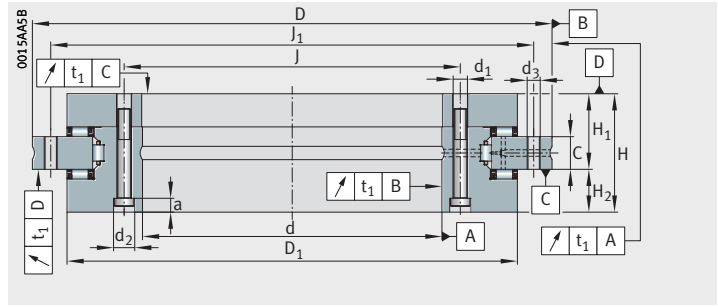 0015AA5B
D
B
J₁
J
t₁ C
d₁
d₃
D
H₁
C
H
t₁ B
H₂
a
C
t₁ D
d₂
d
A
t₁ A
D₁